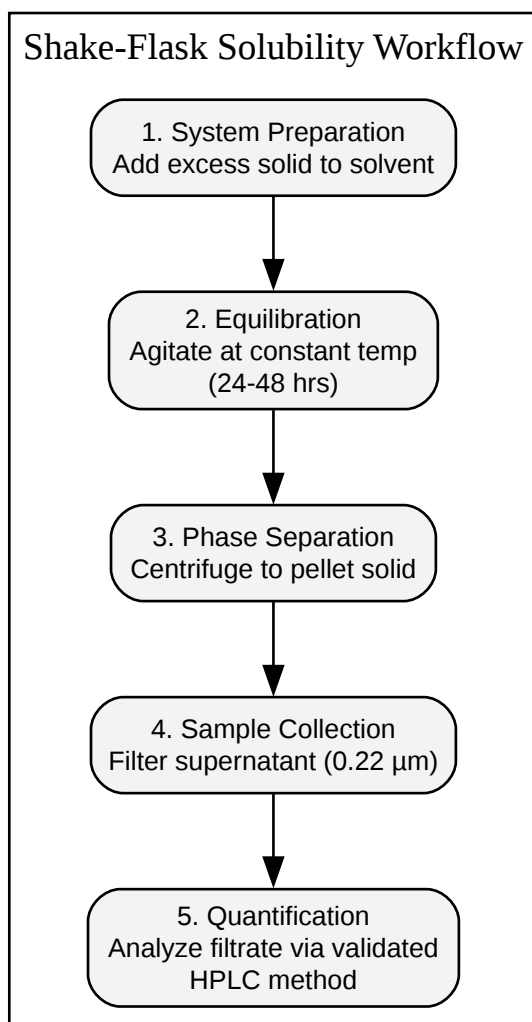 Shake-Flask Solubility Workflow
1. System Preparation
Add excess solid to solvent
2. Equilibration
Agitate at constant temp
(24-48 hrs)
3. Phase Separation
Centrifuge to pellet solid
4. Sample Collection
Filter supernatant (0.22 µm)
5. Quantification
Analyze filtrate via validated
HPLC method